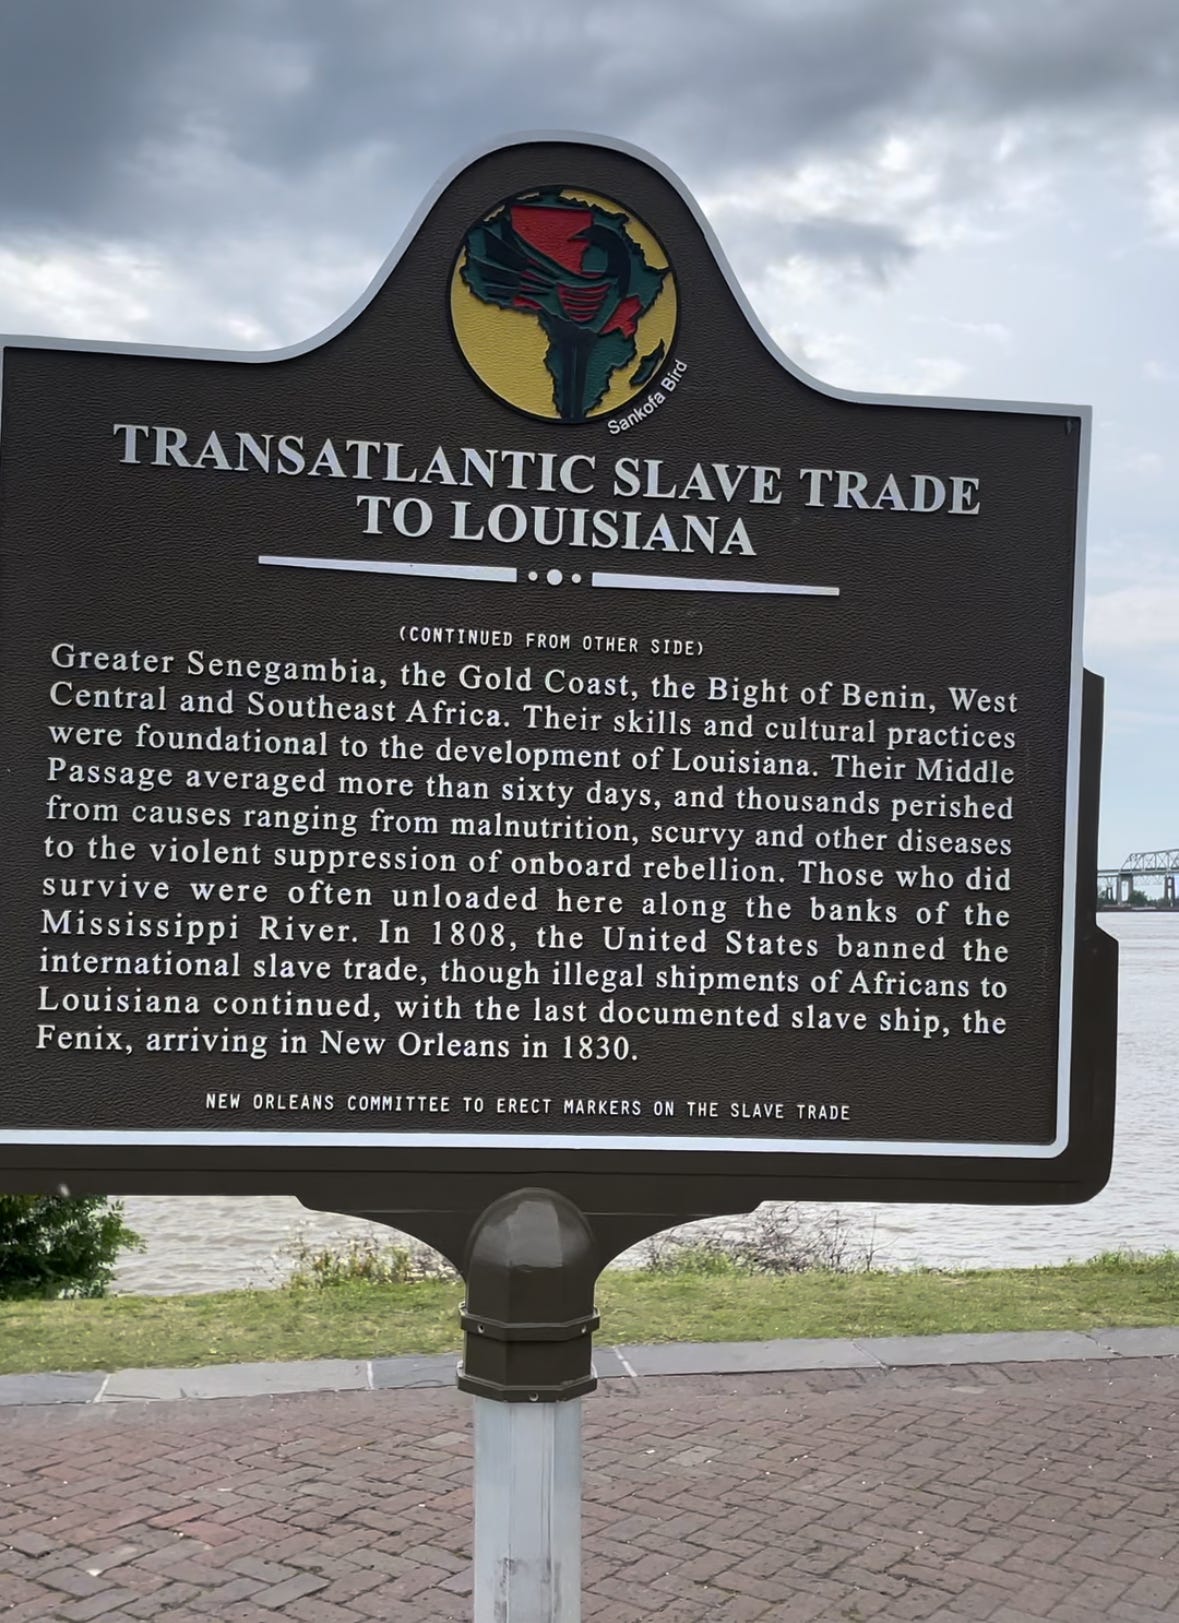 Sankofa Bird
TRANSATLANTIC SLAVE TRADE
TO LOUISIANA
(CONTINUED FROM OTHER SIDE)
Greater Senegambia, the Gold Coast, the Bight of Benin, West
Central and Southeast Africa. Their skills and cultural practices
were foundational to the development of Louisiana. Their Middle
Passage averaged more than sixty days, and thousands perished
from causes ranging from malnutrition, scurvy and other diseases
to the violent suppression of onboard rebellion. Those who did
survive were often unloaded here along the banks of the
Mississippi River. In 1808, the United States banned the
international slave trade, though illegal shipments of Africans to
Louisiana continued, with the last documented slave ship, the
Fenix, arriving in New Orleans in 1830.
NEW ORLEANS COMMITTEE TO ERECT MARKERS ON THE SLAVE TRADE